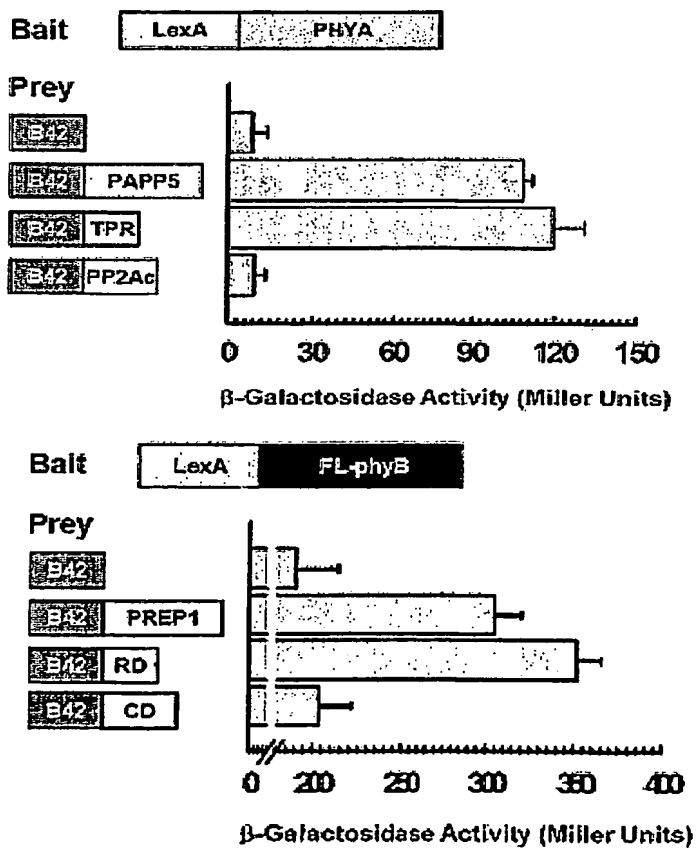 Bait LexA PHYA
Prey
B42
B42 PAPP5
B42 TPR
B42 PP2Ac
0 30 60 90 120 150
β-Galactosidase Activity (Miller Units)
Bait LexA FL-phyB
Prey
B42
B42 PREP1
B42 RD
B42 CD
0 200 250 300 350 400
β-Galactosidase Activity (Miller Units)